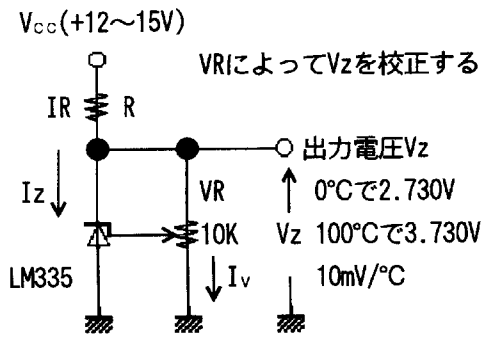 Vcc(+12～15V)
VRによってVzを校正する
IR R
出力電圧Vz
Iz
VR
0℃で2.730V
10K
Vz 100℃で3.730V
LM335
Iv
10mV/℃